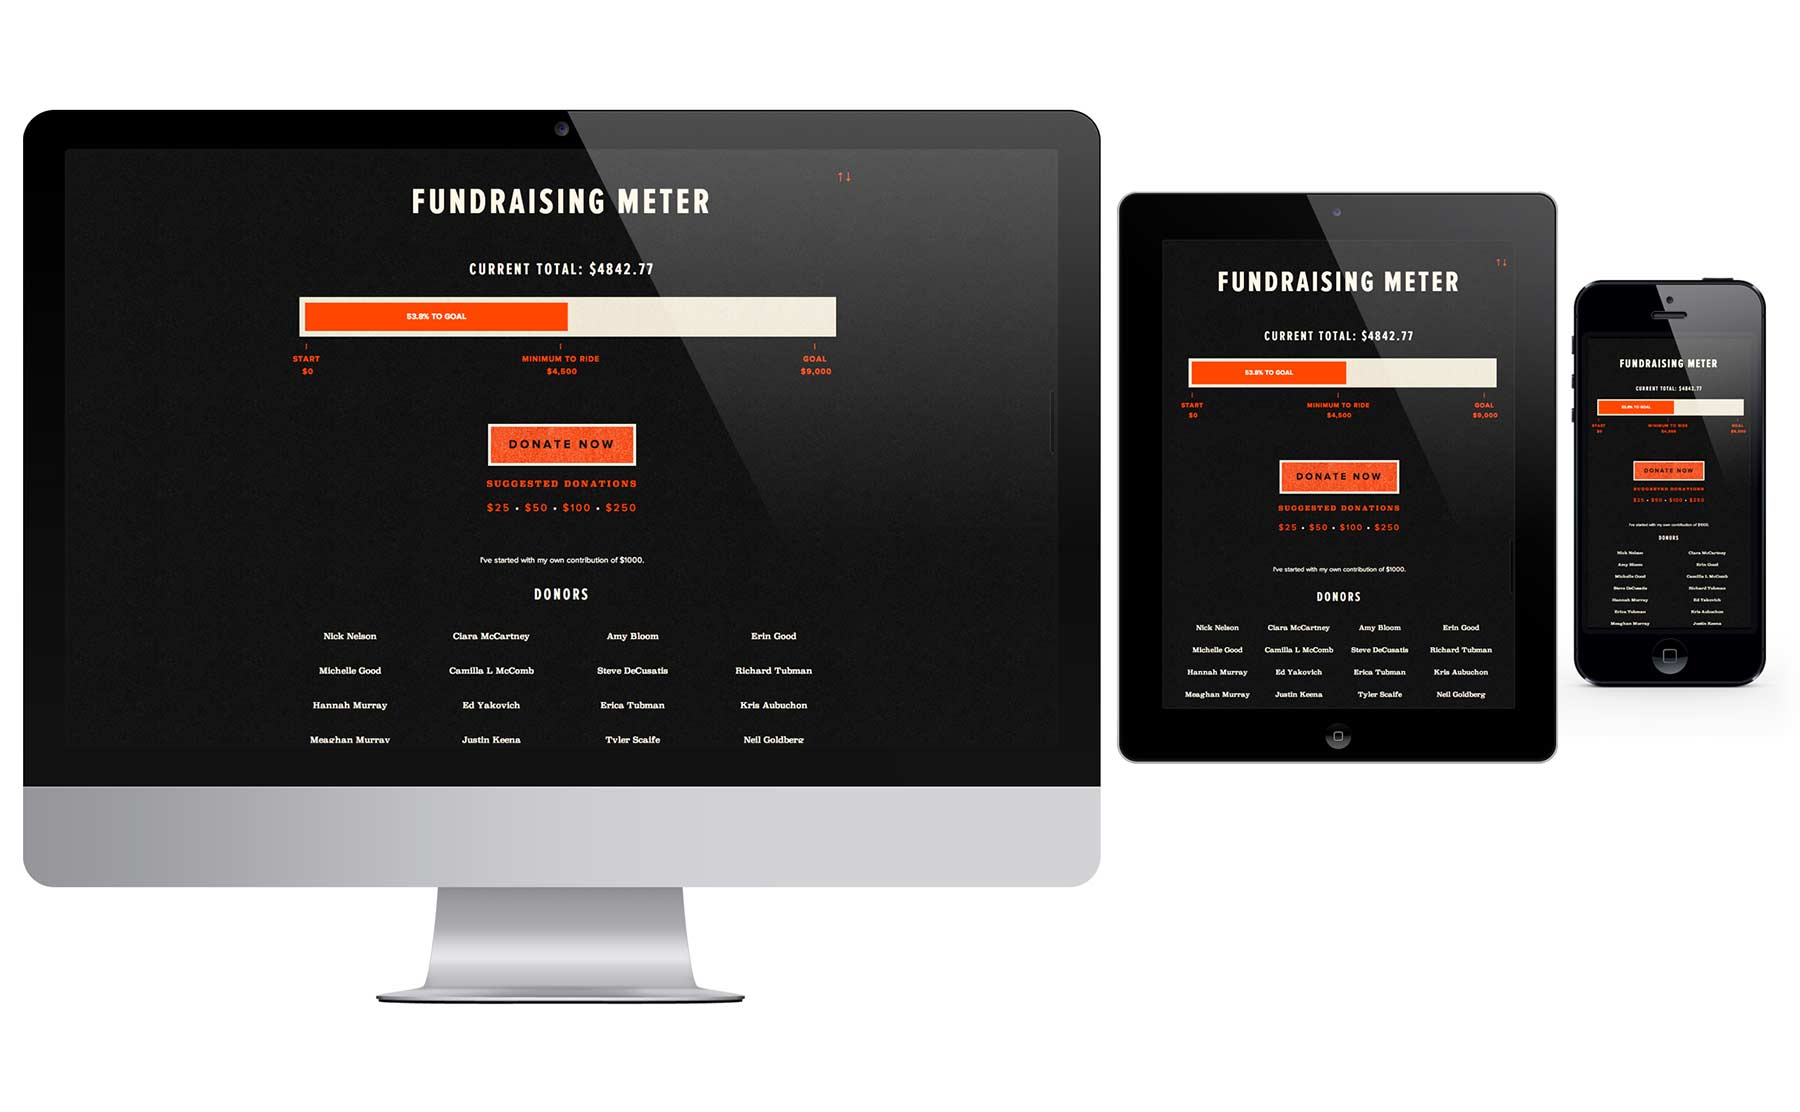 ↑↓
FUNDRAISING METER
CURRENT TOTAL: $4842.77
53.8% TO GOAL
START MINIMUM TO RIDE GOAL
$0 $4,500 $9,000
DONATE NOW
SUGGESTED DONATIONS
$25 • $50 • $100 • $250
I've started with my own contribution of $1000.
DONORS
Nick Nelson Clara McCartney Amy Bloom Erin Good
Michelle Good Camilla L McComb Steve DeCusatis Richard Tubman
Hannah Murray Ed Yakovich Erica Tubman Kris Aubuchon
Meaghan Murray Justin Keena Tyler Scaife Neil Goldberg
↑↓
FUNDRAISING METER
CURRENT TOTAL: $4842.77
53.8% TO GOAL
START MINIMUM TO RIDE GOAL
$0 $4,500 $9,000
DONATE NOW
SUGGESTED DONATIONS
$25 • $50 • $100 • $250
I've started with my own contribution of $1000.
DONORS
Nick Nelson Clara McCartney Amy Bloom Erin Good
Michelle Good Camilla L McComb Steve DeCusatis Richard Tubman
Hannah Murray Ed Yakovich Erica Tubman Kris Aubuchon
Meaghan Murray Justin Keena Tyler Scaife Neil Goldberg
FUNDRAISING METER
CURRENT TOTAL: $4842.77
53.8% TO GOAL
START MINIMUM TO RIDE GOAL
$0 $4,500 $9,000
DONATE NOW
SUGGESTED DONATIONS
$25 • $50 • $100 • $250
I've started with my own contribution of $1000.
DONORS
Nick Nelson Clara McCartney
Amy Bloom Erin Good
Michelle Good Camilla L McComb
Steve DeCusatis Richard Tubman
Hannah Murray Ed Yakovich
Erica Tubman Kris Aubuchon
Meaghan Murray Justin Keena